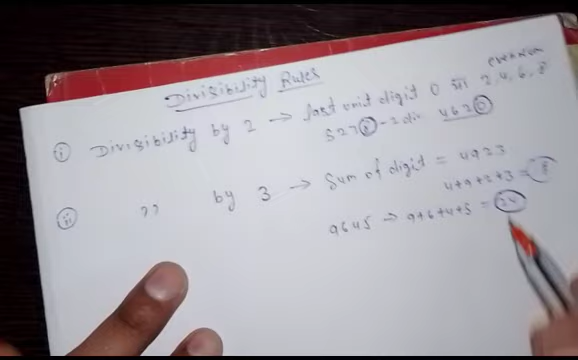 Divisibility Rules
even num
(i) Divisibility by 2 → last unit digit 0 या 2, 4, 6, 8
5278 - 2 div 4620
(ii) ,, by 3 → Sum of digit = 4923
4+9+2+3 = 18
9645 → 9+6+4+5 = 24